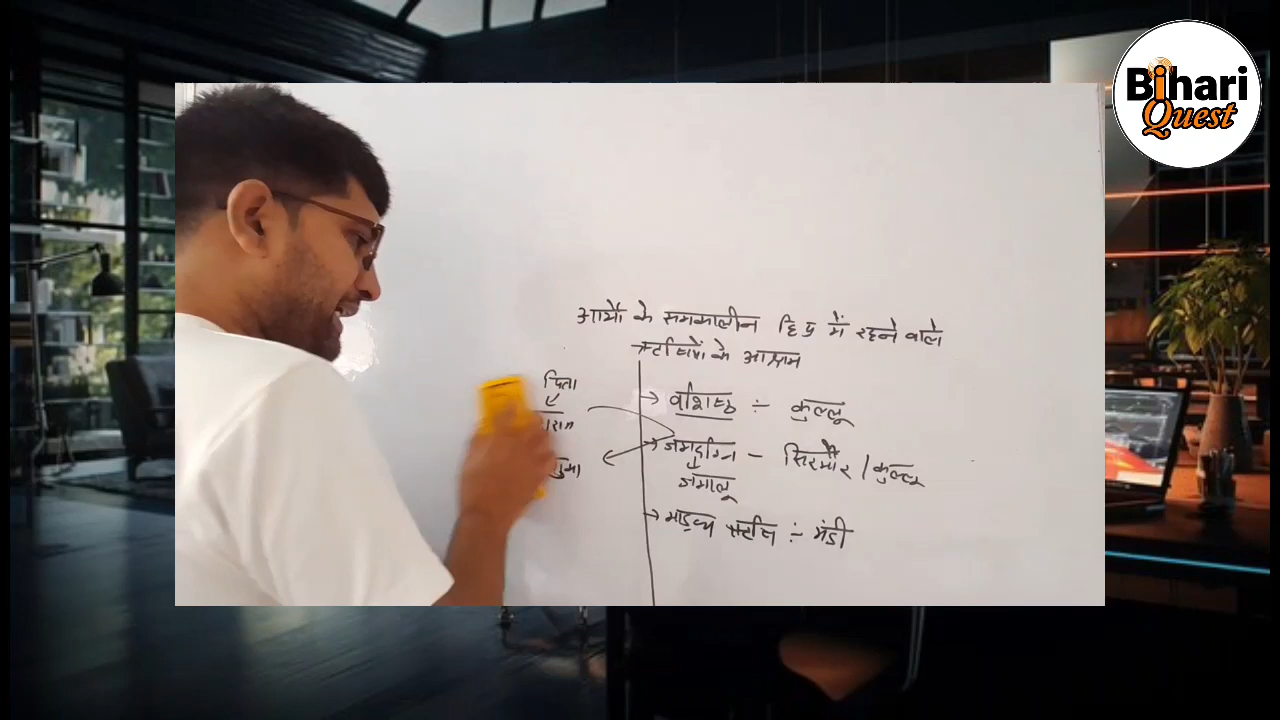 Bihari
Quest
आर्यो के समकालीन हि प्र में रहने वाले
ऋषियों के आश्रम
पिता
→ वशिष्ठ ÷ कुल्लू
→ जमदग्नि - सिरमौर / कुल्लू
जमालू
→ माडव्य ऋषि ÷ मंडी